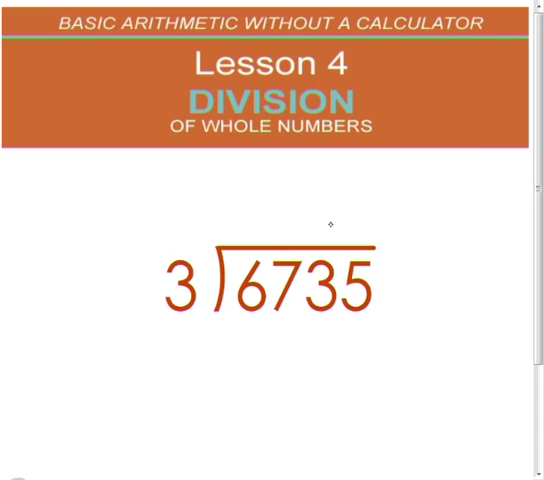 BASIC ARITHMETIC WITHOUT A CALCULATOR
Lesson 4
DIVISION
OF WHOLE NUMBERS
3 ) 6735